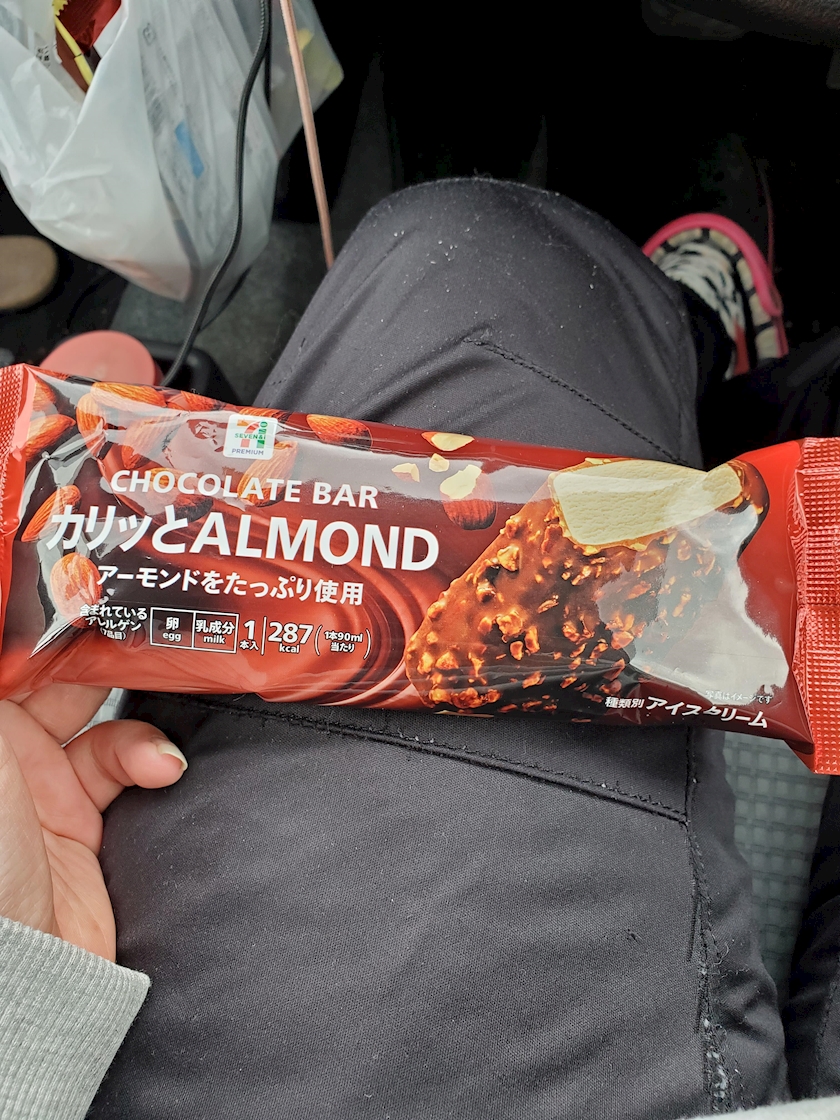 SEVEN&i
PREMIUM
CHOCOLATE BAR
カリッとALMOND
アーモンドをたっぷり使用
含まれている
アレルゲン
(7品目)
卵
egg
乳成分
milk
1
本入
287
kcal
(1本90ml
当たり)
写真はイメージです
種類別 アイスクリーム